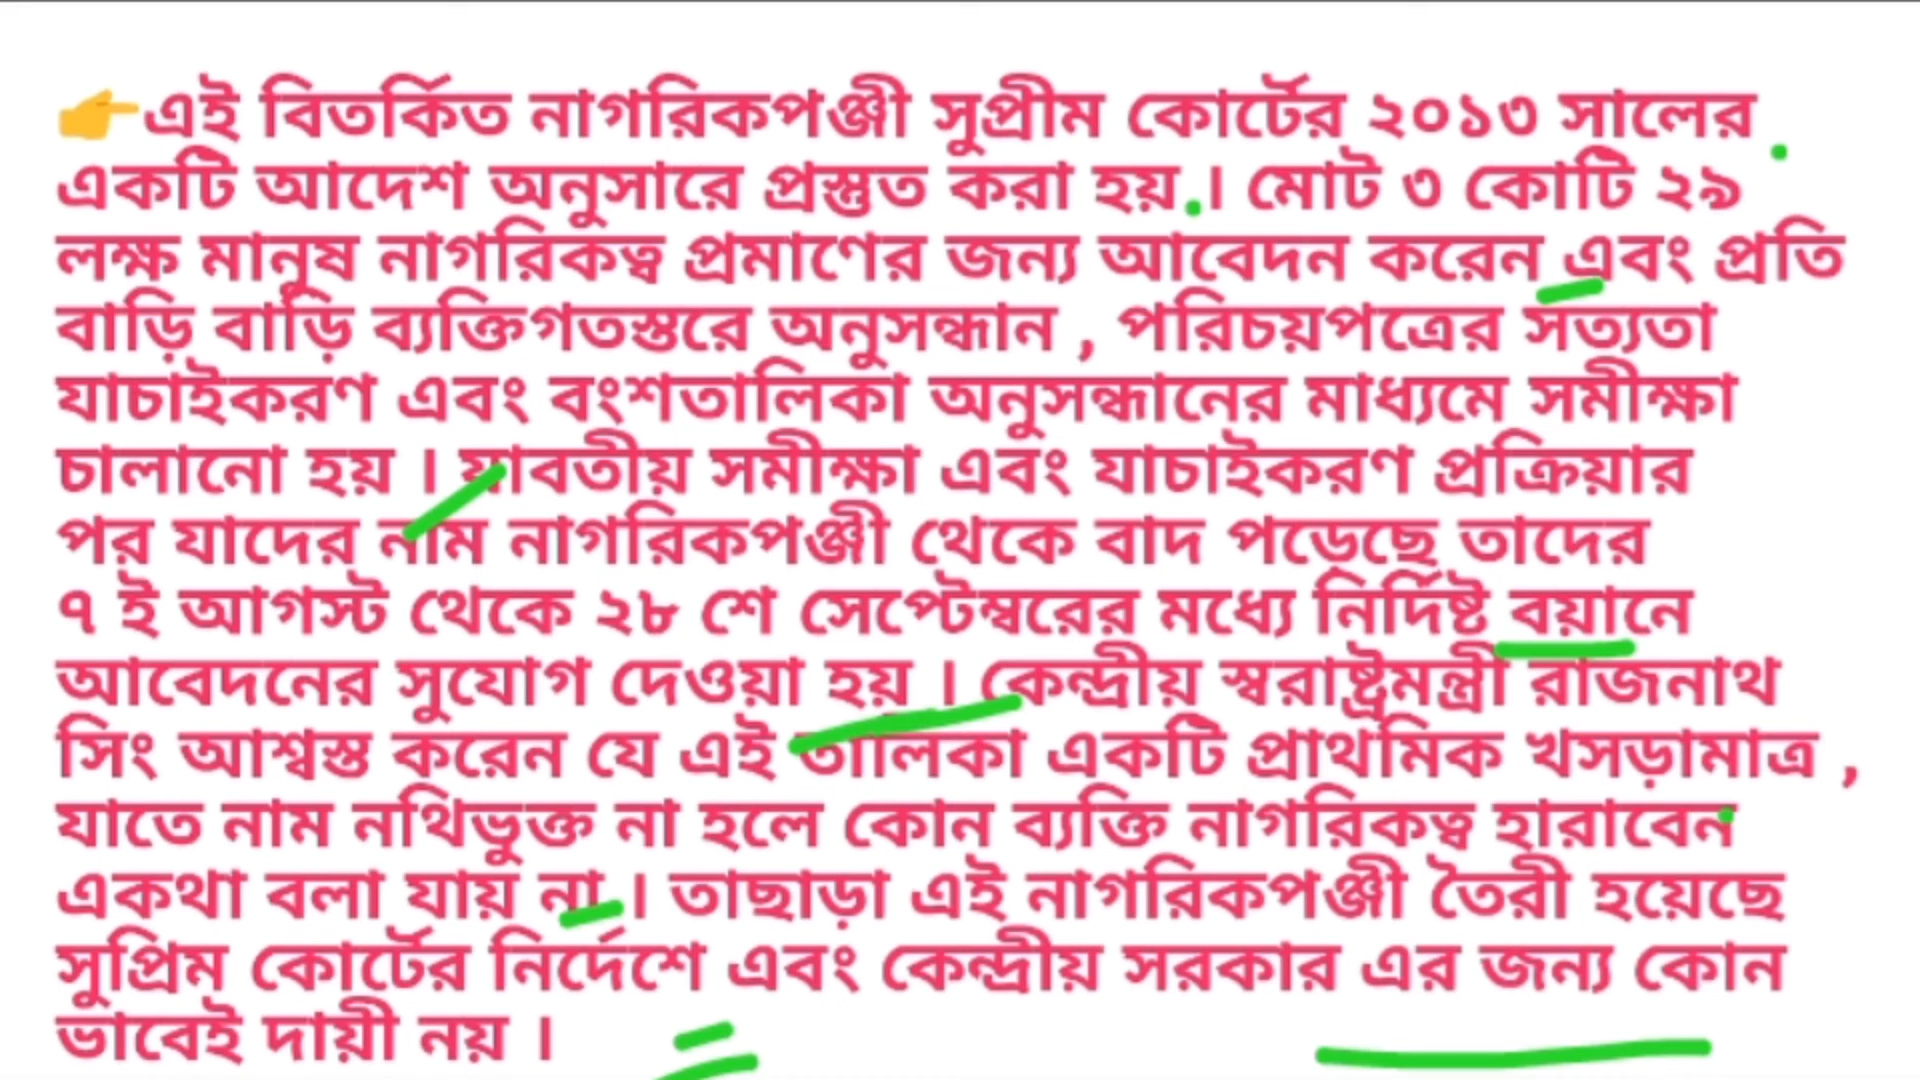 👉এই বিতর্কিত নাগরিকপঞ্জী সুপ্রীম কোর্টের ২০১৩ সালের
একটি আদেশ অনুসারে প্রস্তুত করা হয় । মোট ৩ কোটি ২৯
লক্ষ মানুষ নাগরিকত্ব প্রমাণের জন্য আবেদন করেন এবং প্রতি
বাড়ি বাড়ি ব্যক্তিগতস্তরে অনুসন্ধান , পরিচয়পত্রের সত্যতা
যাচাইকরণ এবং বংশতালিকা অনুসন্ধানের মাধ্যমে সমীক্ষা
চালানো হয় । যাবতীয় সমীক্ষা এবং যাচাইকরণ প্রক্রিয়ার
পর যাদের নাম নাগরিকপঞ্জী থেকে বাদ পড়েছে তাদের
৭ ই আগস্ট থেকে ২৮ শে সেপ্টেম্বরের মধ্যে নির্দিষ্ট বয়ানে
আবেদনের সুযোগ দেওয়া হয় । কেন্দ্রীয় স্বরাষ্ট্রমন্ত্রী রাজনাথ
সিং আশ্বস্ত করেন যে এই তালিকা একটি প্রাথমিক খসড়ামাত্র ,
যাতে নাম নথিভুক্ত না হলে কোন ব্যক্তি নাগরিকত্ব হারাবেন
একথা বলা যায় না । তাছাড়া এই নাগরিকপঞ্জী তৈরী হয়েছে
সুপ্রিম কোর্টের নির্দেশে এবং কেন্দ্রীয় সরকার এর জন্য কোন
ভাবেই দায়ী নয় ।